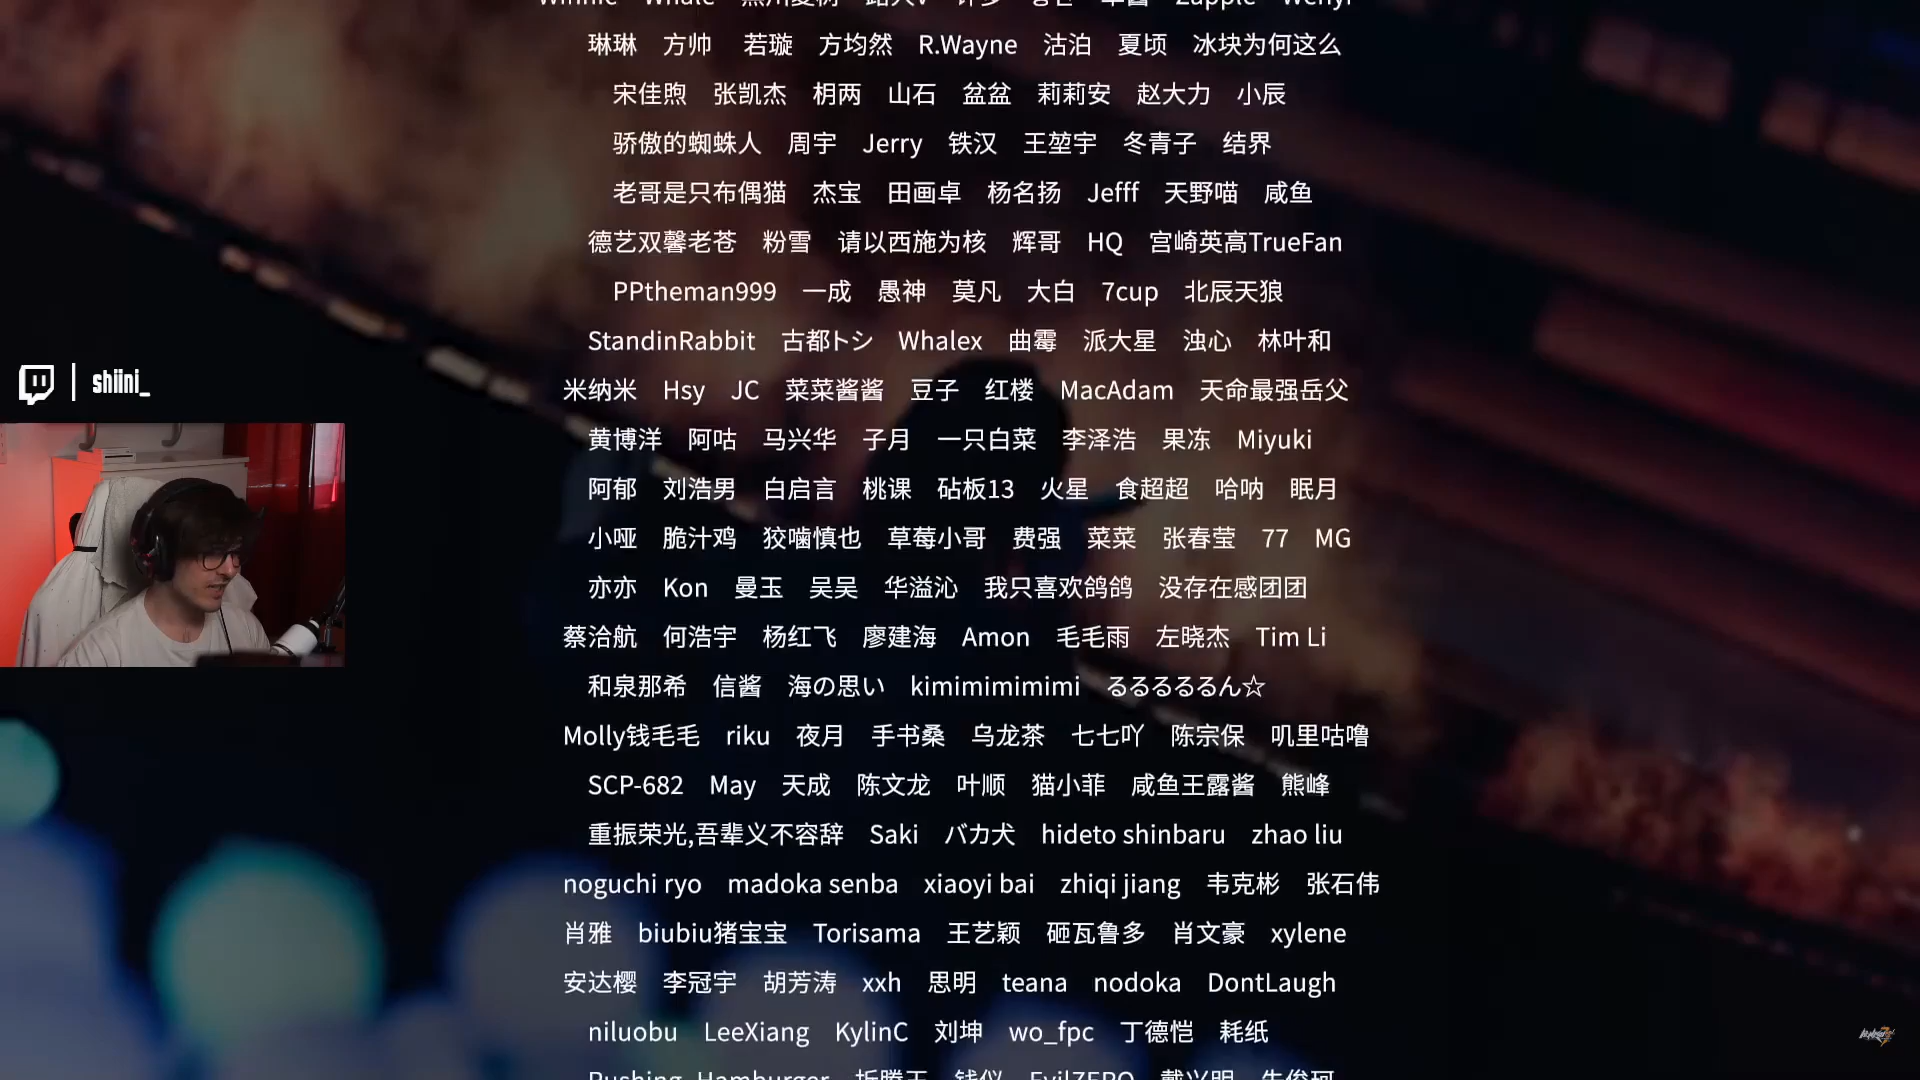 琳琳 方帅 若璇 方均然 R.Wayne 沽泊 夏顷 冰块为何这么
宋佳煦 张凯杰 枬两 山石 盆盆 莉莉安 赵大力 小辰
骄傲的蜘蛛人 周宇 Jerry 铁汉 王堃宇 冬青子 结界
老哥是只布偶猫 杰宝 田画卓 杨名扬 Jefff 天野喵 咸鱼
德艺双馨老苍 粉雪 请以西施为核 辉哥 HQ 宫崎英高TrueFan
PPtheman999 一成 愚神 莫凡 大白 7cup 北辰天狼
StandinRabbit 古都トシ Whalex 曲霉 派大星 浊心 林叶和
shiini_
米纳米 Hsy JC 菜菜酱酱 豆子 红楼 MacAdam 天命最强岳父
黄博洋 阿咕 马兴华 子月 一只白菜 李泽浩 果冻 Miyuki
阿郁 刘浩男 白启言 桃课 砧板13 火星 食超超 哈呐 眠月
小哑 脆汁鸡 狡噛慎也 草莓小哥 费强 菜菜 张春莹 77 MG
亦亦 Kon 曼玉 吴吴 华溢沁 我只喜欢鸽鸽 没存在感团团
蔡洽航 何浩宇 杨红飞 廖建海 Amon 毛毛雨 左晓杰 Tim Li
和泉那希 信酱 海の思い kimimimimimi るるるるるん☆
Molly钱毛毛 riku 夜月 手书桑 乌龙茶 七七吖 陈宗保 叽里咕噜
SCP-682 May 天成 陈文龙 叶顺 猫小菲 咸鱼王露酱 熊峰
重振荣光,吾辈义不容辞 Saki バカ犬 hideto shinbaru zhao liu
noguchi ryo madoka senba xiaoyi bai zhiqi jiang 韦克彬 张石伟
肖雅 biubiu猪宝宝 Torisama 王艺颖 砸瓦鲁多 肖文豪 xylene
安达樱 李冠宇 胡芳涛 xxh 思明 teana nodoka DontLaugh
niluobu LeeXiang KylinC 刘坤 wo_fpc 丁德恺 耗纸